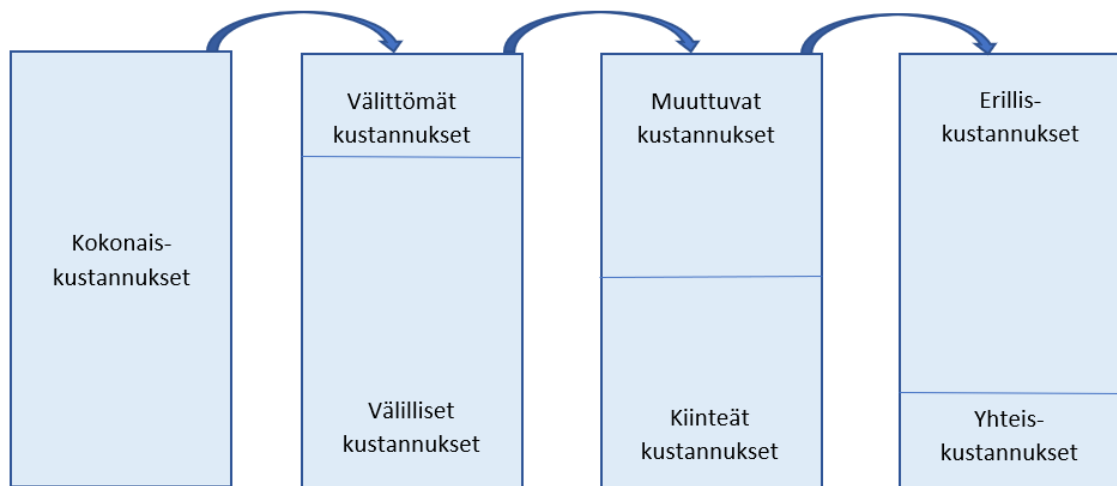 Kokonais-
kustannukset
Välittömät
kustannukset
Välilliset
kustannukset
Muuttuvat
kustannukset
Kiinteät
kustannukset
Erillis-
kustannukset
Yhteis-
kustannukset